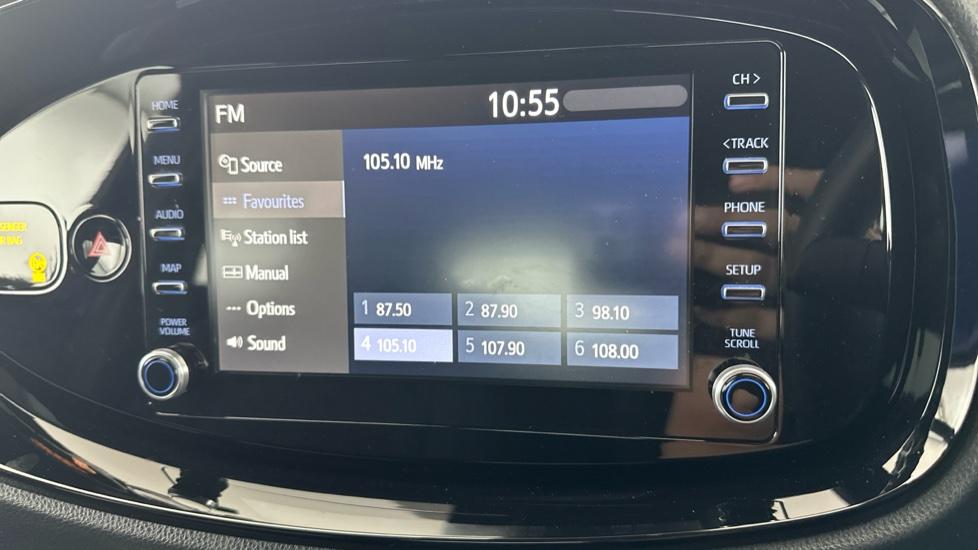 HOME
MENU
AUDIO
MAP
POWER
VOLUME
FM
10:55
Source
Favourites
Station list
Manual
Options
Sound
105.10 MHz
1 87.50
2 87.90
3 98.10
4 105.10
5 107.90
6 108.00
CH >
< TRACK
PHONE
SETUP
TUNE
SCROLL